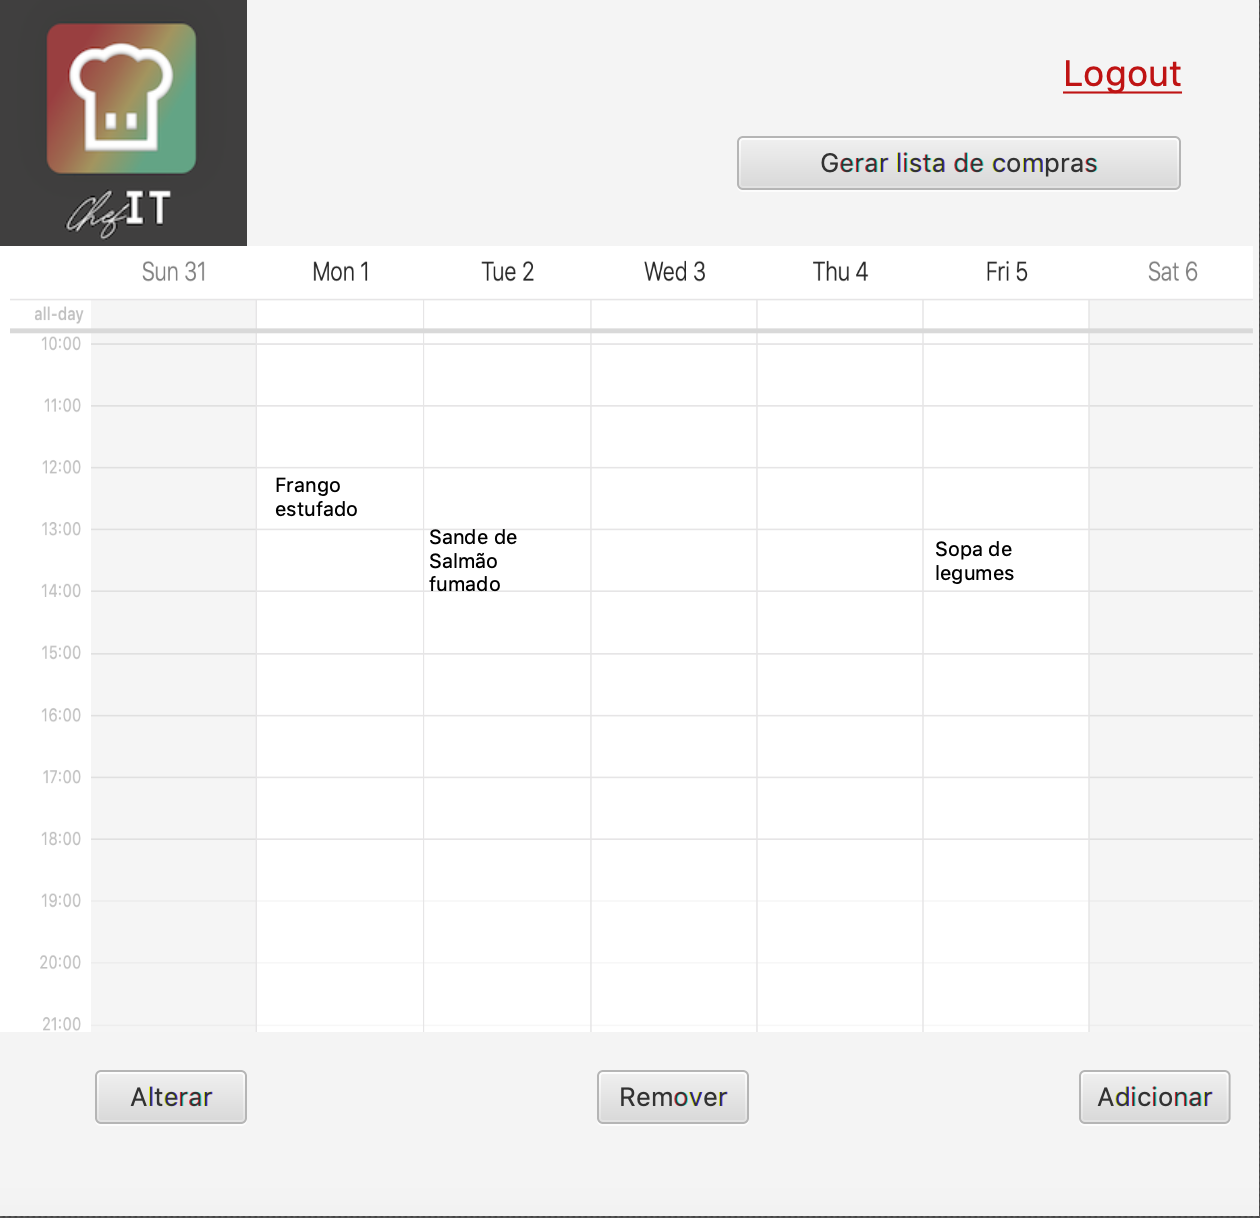 Chef IT
Logout
Gerar lista de compras
Sun 31 Mon 1 Tue 2 Wed 3 Thu 4 Fri 5 Sat 6
all-day
10:00
11:00
12:00
Frango
estufado
13:00
Sande de
Salmão
fumado
Sopa de
legumes
14:00
15:00
16:00
17:00
18:00
19:00
20:00
21:00
Alterar Remover Adicionar